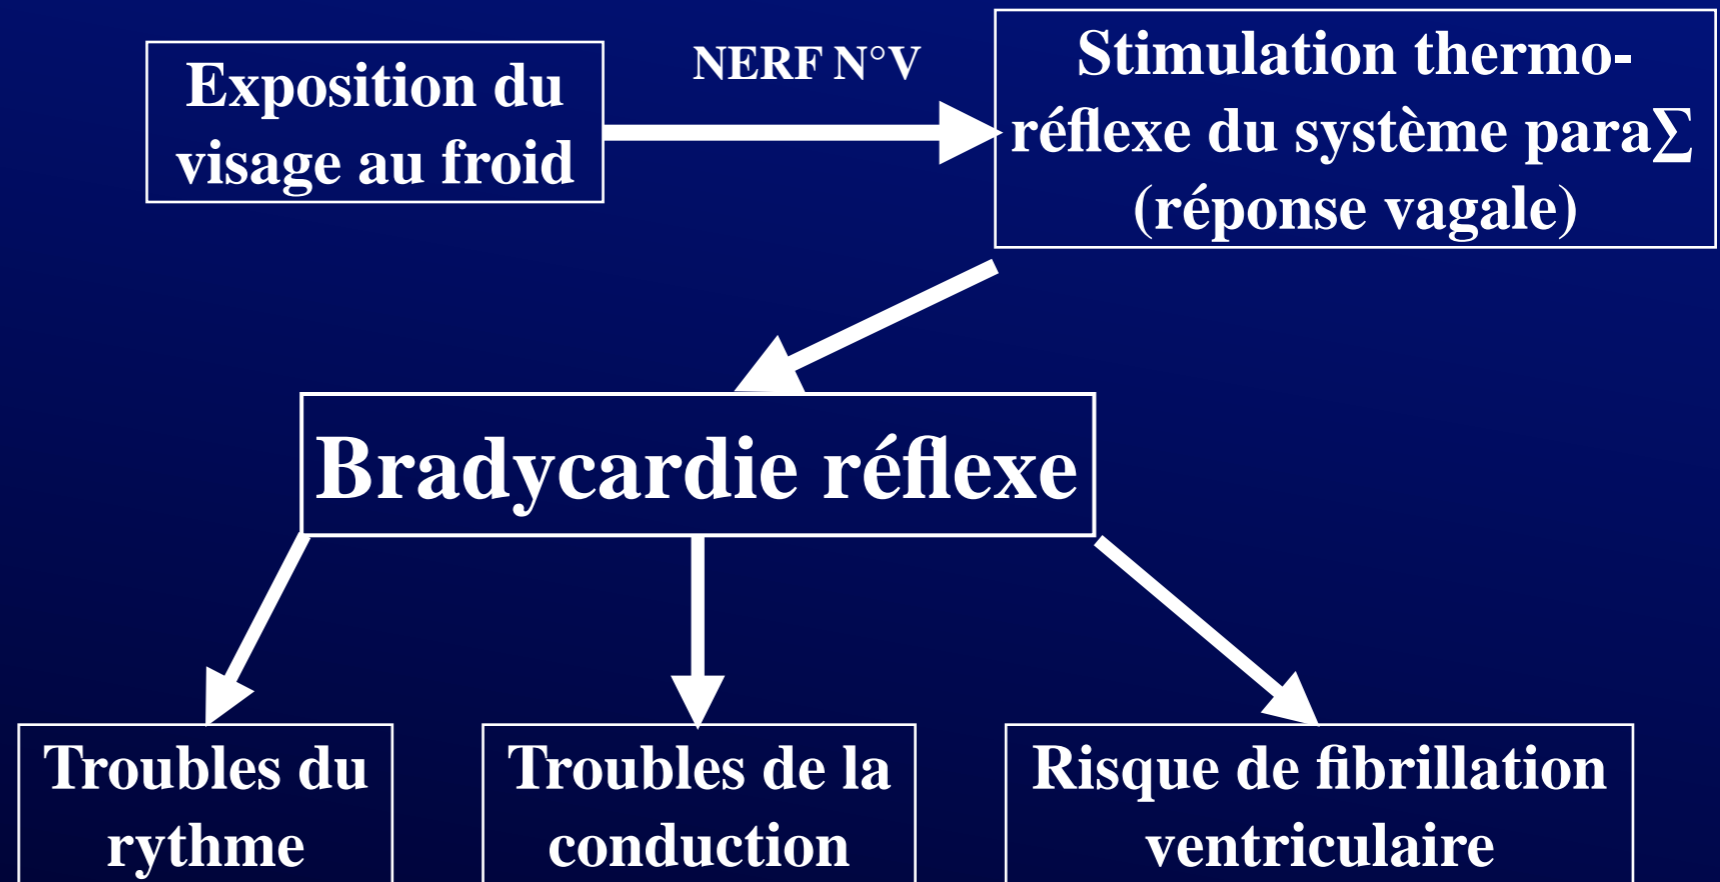 Exposition du
visage au froid
NERF N°V
Stimulation thermo-
réflexe du système para∑
(réponse vagale)
Bradycardie réflexe
Troubles du
rythme
Troubles de la
conduction
Risque de fibrillation
ventriculaire